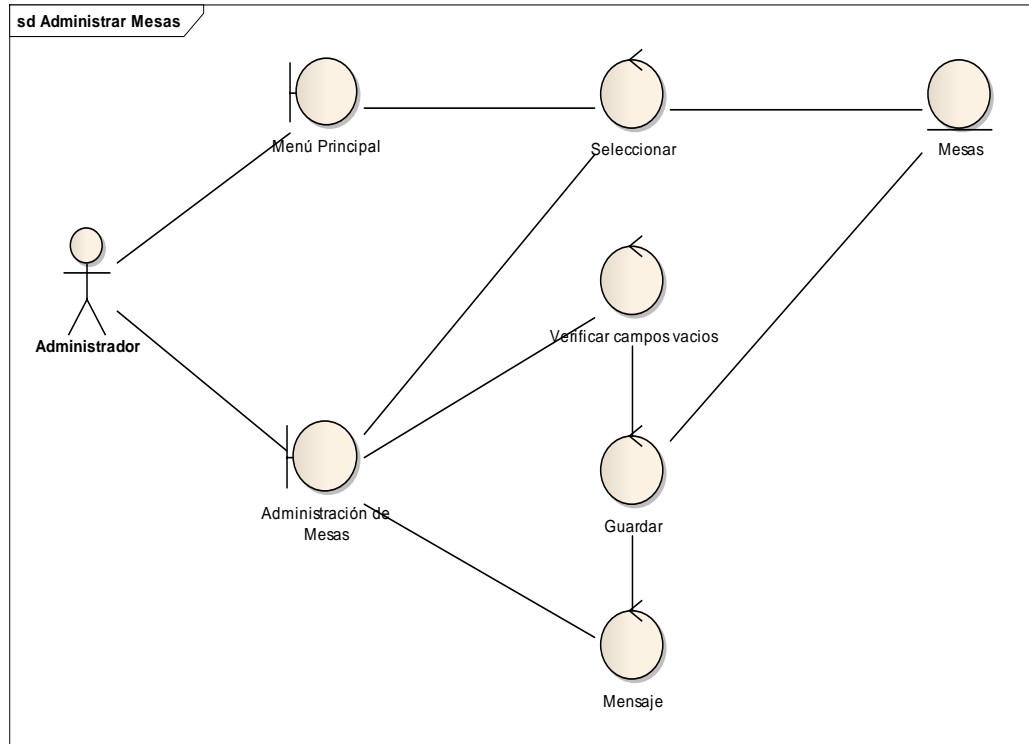 sd Administrar Mesas
Menú Principal
Seleccionar
Mesas
Administrador
Verificar campos vacios
Administración de
Mesas
Guardar
Mensaje